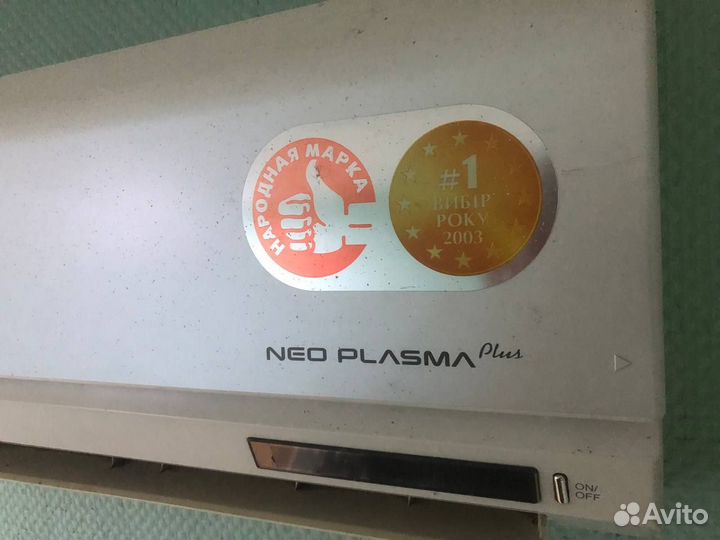 НАРОДНАЯ МАРКА
#1
ВИБІР
РОКУ
2003
NEO PLASMA Plus
ON/
OFF
Avito